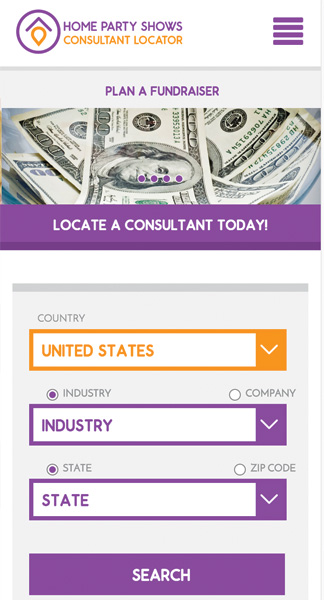 HOME PARTY SHOWS
CONSULTANT LOCATOR
PLAN A FUNDRAISER
LOCATE A CONSULTANT TODAY!
COUNTRY
UNITED STATES
INDUSTRY COMPANY
INDUSTRY
STATE ZIP CODE
STATE
SEARCH